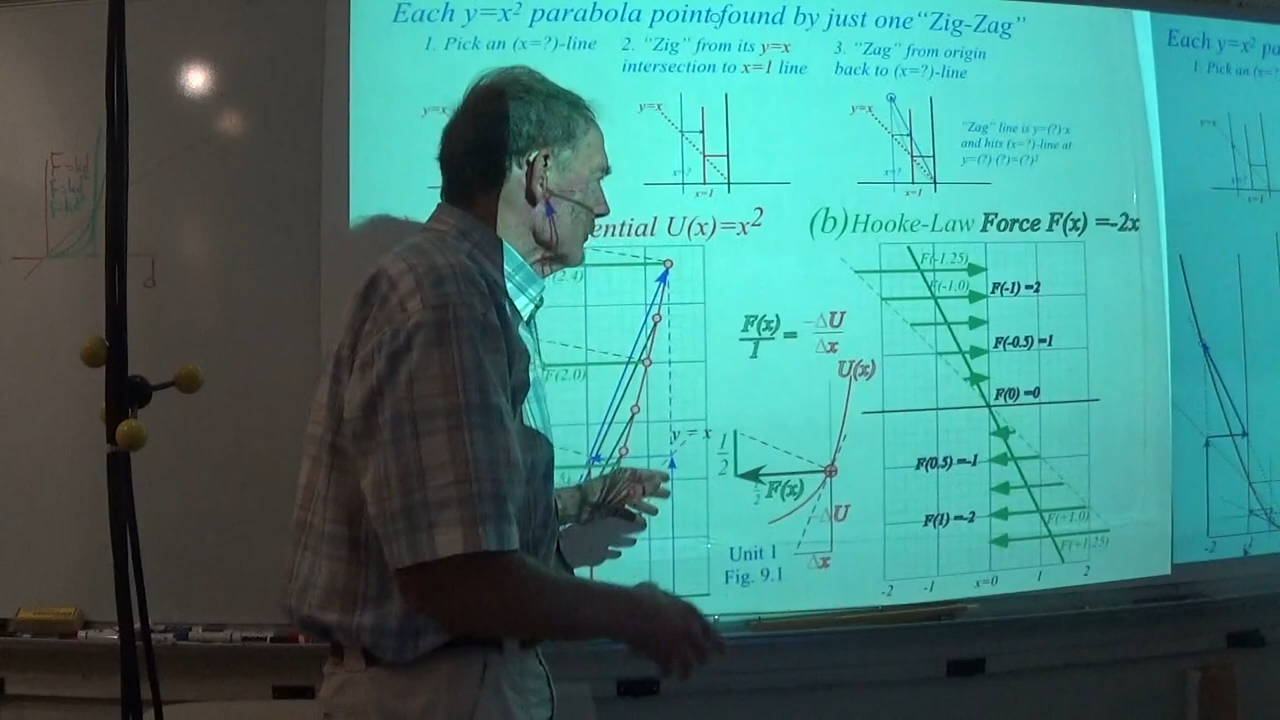 Each y=x² parabola point found by just one "Zig-Zag"
1. Pick an (x=?)-line
2. "Zig" from its y=x
intersection to x=1 line
3. "Zag" from origin
back to (x=?)-line
y=x
y=x
x=?
x=1
y=x
x=?
x=1
"Zag" line is y=(?)·x
and hits (x=?)-line at
y=(?)·(?)=(?)²
ential U(x)=x²
(2.4)
F(2.0)
y = x
F(x)/1 = -ΔU/Δx
U(x)
1/2
F(x)
ΔU
Δx
Unit 1
Fig. 9.1
(b) Hooke-Law Force F(x) =-2x
F(-1.25)
F(-1.0)
F(-1) =2
F(-0.5) =1
F(0) =0
F(0.5) =-1
F(1) =-2
F(+1.0)
F(+1.25)
-2 -1 x=0 1 2
Each y=x² pa
1. Pick an (x=?
y=x
x=?
x=1
-2
d